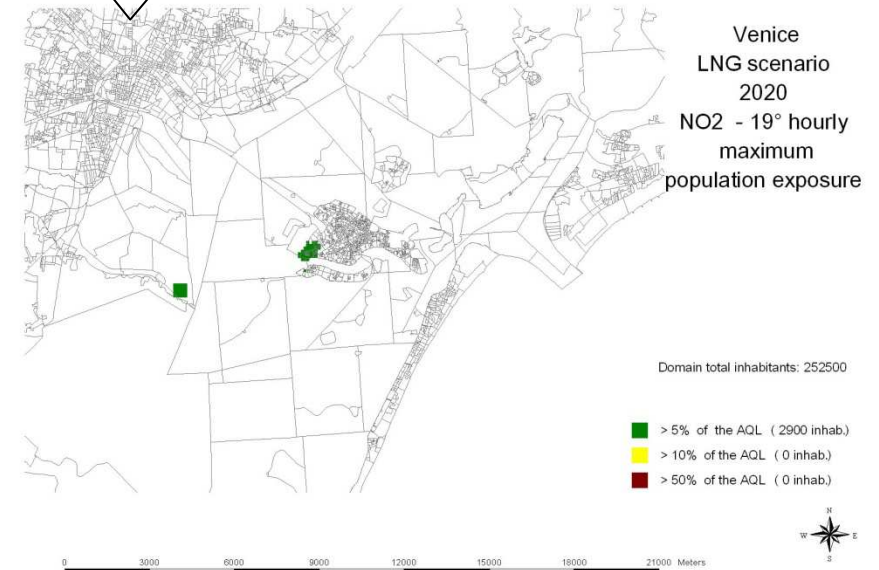 Venice
LNG scenario
2020
NO2 - 19° hourly
maximum
population exposure
Domain total inhabitants: 252500
> 5% of the AQL ( 2900 inhab.)
> 10% of the AQL ( 0 inhab.)
> 50% of the AQL ( 0 inhab.)
N
W E
S
0 3000 6000 9000 12000 15000 18000 21000 Meters